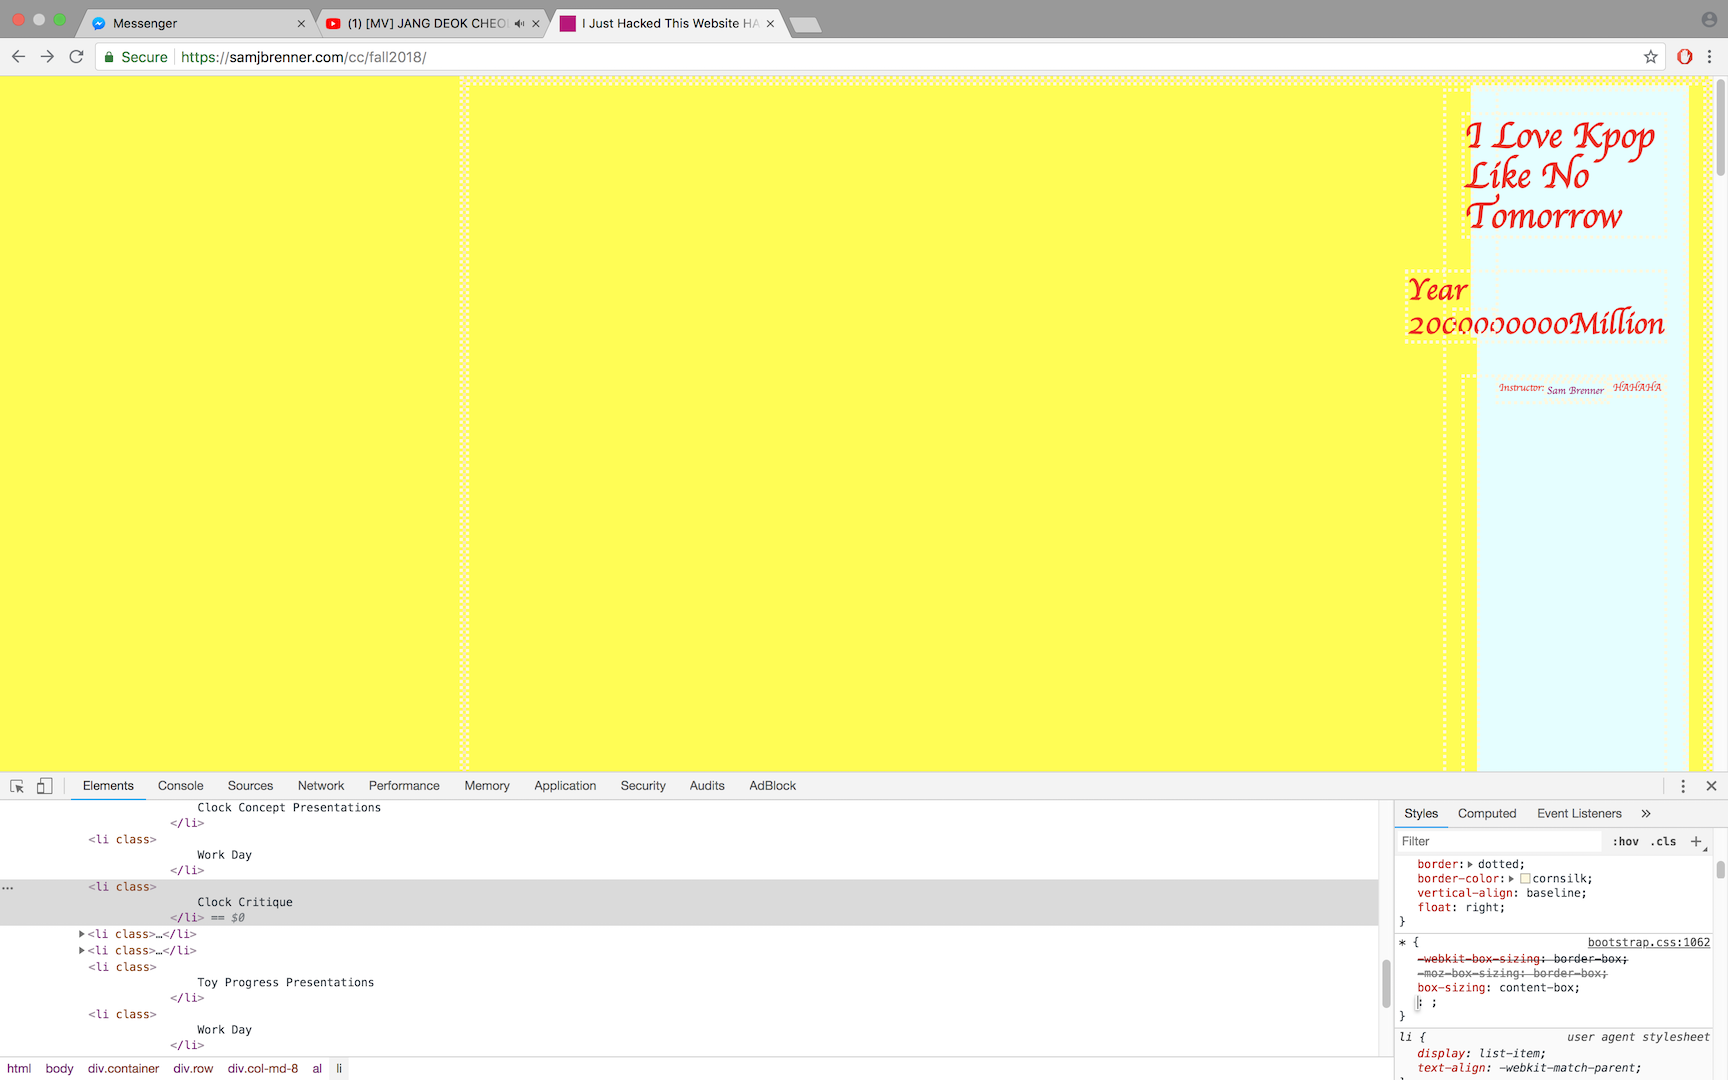 Messenger
(1) [MV] JANG DEOK CHEO
I Just Hacked This Website HA
Secure https://samjbrenner.com/cc/fall2018/
I Love Kpop
Like No
Tomorrow
Year
2000000000Million
Instructor: Sam Brenner HAHAHA
Elements Console Sources Network Performance Memory Application Security Audits AdBlock
Clock Concept Presentations
</li>
<li class>
Work Day
</li>
<li class>
Clock Critique
</li> == $0
<li class>…</li>
<li class>…</li>
<li class>
Toy Progress Presentations
</li>
<li class>
Work Day
</li>
html body div.container div.row div.col-md-8 al li
Styles Computed Event Listeners »
Filter :hov .cls +
border: dotted;
border-color: cornsilk;
vertical-align: baseline;
float: right;
}
* { bootstrap.css:1062
-webkit-box-sizing: border-box;
-moz-box-sizing: border-box;
box-sizing: content-box;
: ;
}
li { user agent stylesheet
display: list-item;
text-align: -webkit-match-parent;